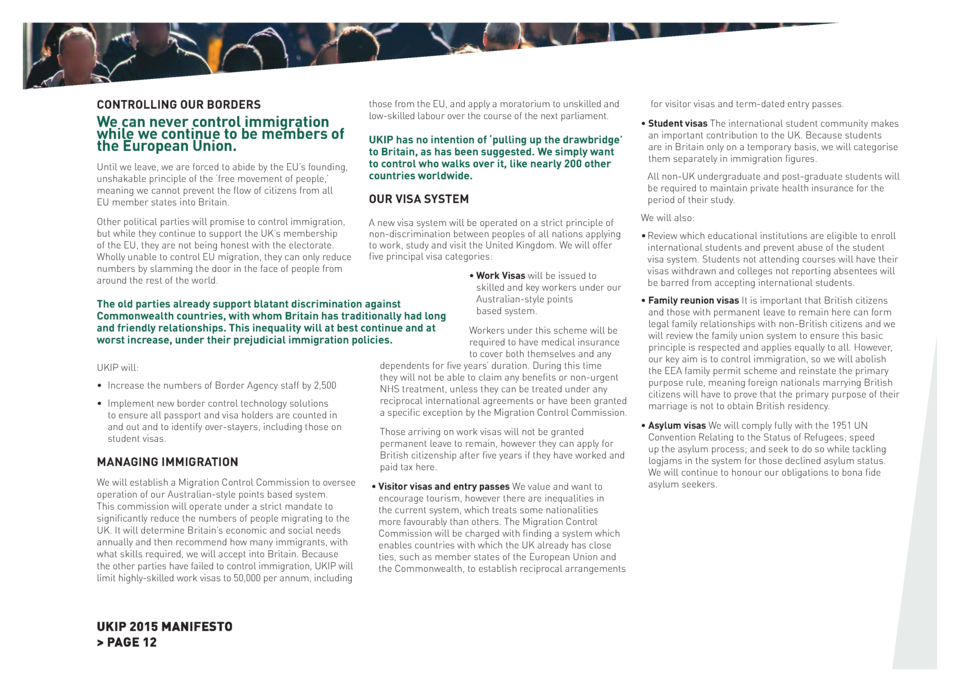 CONTROLLING OUR BORDERS
We can never control immigration
while we continue to be members of
the European Union.
Until we leave, we are forced to abide by the EU's founding,
unshakable principle of the 'free movement of people,'
meaning we cannot prevent the flow of citizens from all
EU member states into Britain.
Other political parties will promise to control immigration,
but while they continue to support the UK's membership
of the EU, they are not being honest with the electorate.
Wholly unable to control EU migration, they can only reduce
numbers by slamming the door in the face of people from
around the rest of the world.
The old parties already support blatant discrimination against
Commonwealth countries, with whom Britain has traditionally had long
and friendly relationships. This inequality will at best continue and at
worst increase, under their prejudicial immigration policies.
UKIP will:
• Increase the numbers of Border Agency staff by 2,500
• Implement new border control technology solutions
to ensure all passport and visa holders are counted in
and out and to identify over-stayers, including those on
student visas.
MANAGING IMMIGRATION
We will establish a Migration Control Commission to oversee
operation of our Australian-style points based system.
This commission will operate under a strict mandate to
significantly reduce the numbers of people migrating to the
UK. It will determine Britain's economic and social needs
annually and then recommend how many immigrants, with
what skills required, we will accept into Britain. Because
the other parties have failed to control immigration, UKIP will
limit highly-skilled work visas to 50,000 per annum, including
those from the EU, and apply a moratorium to unskilled and
low-skilled labour over the course of the next parliament.
UKIP has no intention of 'pulling up the drawbridge'
to Britain, as has been suggested. We simply want
to control who walks over it, like nearly 200 other
countries worldwide.
OUR VISA SYSTEM
A new visa system will be operated on a strict principle of
non-discrimination between peoples of all nations applying
to work, study and visit the United Kingdom. We will offer
five principal visa categories:
• Work Visas will be issued to
skilled and key workers under our
Australian-style points
based system.
Workers under this scheme will be
required to have medical insurance
to cover both themselves and any
dependents for five years' duration. During this time
they will not be able to claim any benefits or non-urgent
NHS treatment, unless they can be treated under any
reciprocal international agreements or have been granted
a specific exception by the Migration Control Commission.
Those arriving on work visas will not be granted
permanent leave to remain, however they can apply for
British citizenship after five years if they have worked and
paid tax here.
• Visitor visas and entry passes We value and want to
encourage tourism, however there are inequalities in
the current system, which treats some nationalities
more favourably than others. The Migration Control
Commission will be charged with finding a system which
enables countries with which the UK already has close
ties, such as member states of the European Union and
the Commonwealth, to establish reciprocal arrangements
for visitor visas and term-dated entry passes.
• Student visas The international student community makes
an important contribution to the UK. Because students
are in Britain only on a temporary basis, we will categorise
them separately in immigration figures.
All non-UK undergraduate and post-graduate students will
be required to maintain private health insurance for the
period of their study.
We will also:
• Review which educational institutions are eligible to enroll
international students and prevent abuse of the student
visa system. Students not attending courses will have their
visas withdrawn and colleges not reporting absentees will
be barred from accepting international students.
• Family reunion visas It is important that British citizens
and those with permanent leave to remain here can form
legal family relationships with non-British citizens and we
will review the family union system to ensure this basic
principle is respected and applies equally to all. However,
our key aim is to control immigration, so we will abolish
the EEA family permit scheme and reinstate the primary
purpose rule, meaning foreign nationals marrying British
citizens will have to prove that the primary purpose of their
marriage is not to obtain British residency.
• Asylum visas We will comply fully with the 1951 UN
Convention Relating to the Status of Refugees; speed
up the asylum process; and seek to do so while tackling
logjams in the system for those declined asylum status.
We will continue to honour our obligations to bona fide
asylum seekers.
UKIP 2015 MANIFESTO
> PAGE 12